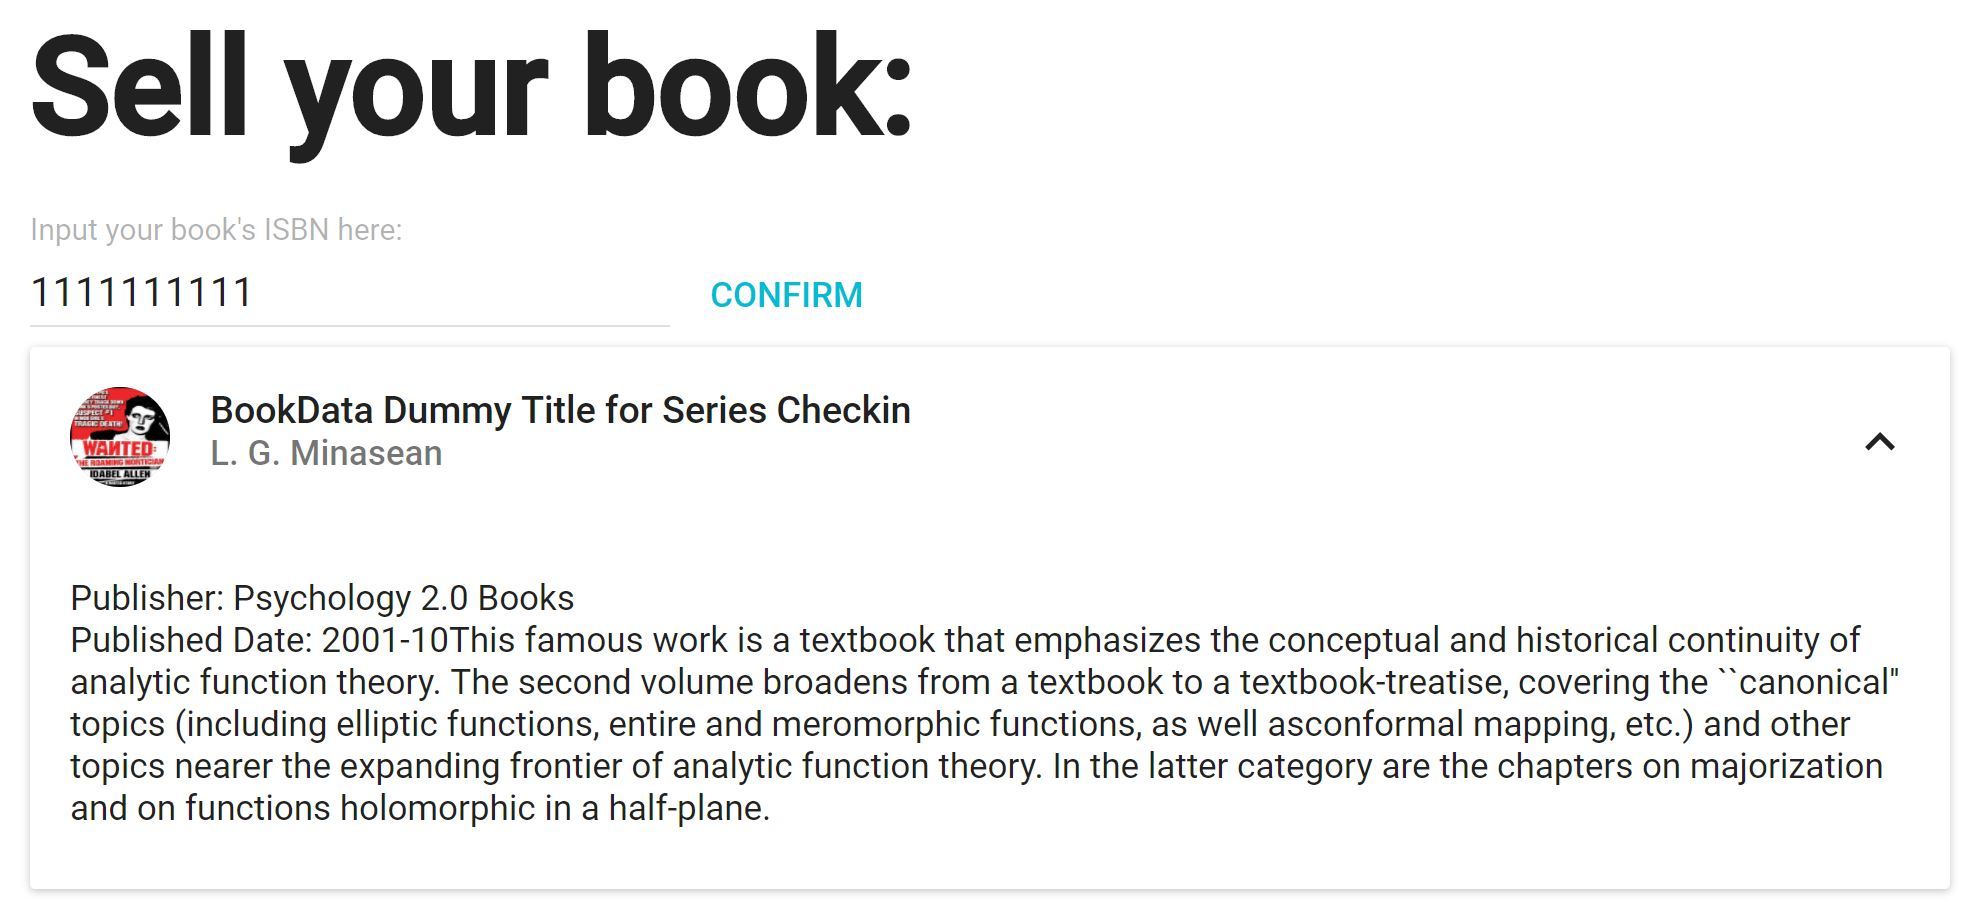 Sell your book:
Input your book's ISBN here:
1111111111
CONFIRM
BookData Dummy Title for Series Checkin
L. G. Minasean
SUSPECT #1
TRAGIC DEATH!
WANTED:
THE ROAMING MORTICIAN
IDABEL ALLEN
Publisher: Psychology 2.0 Books
Published Date: 2001-10This famous work is a textbook that emphasizes the conceptual and historical continuity of
analytic function theory. The second volume broadens from a textbook to a textbook-treatise, covering the ``canonical"
topics (including elliptic functions, entire and meromorphic functions, as well asconformal mapping, etc.) and other
topics nearer the expanding frontier of analytic function theory. In the latter category are the chapters on majorization
and on functions holomorphic in a half-plane.